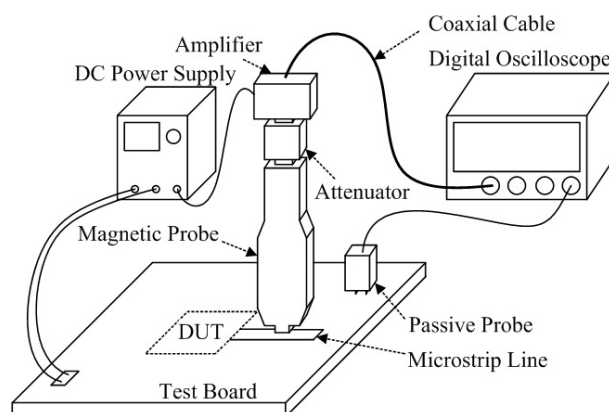 Coaxial Cable
Amplifier
Digital Oscilloscope
DC Power Supply
Attenuator
Magnetic Probe
DUT
Passive Probe
Microstrip Line
Test Board